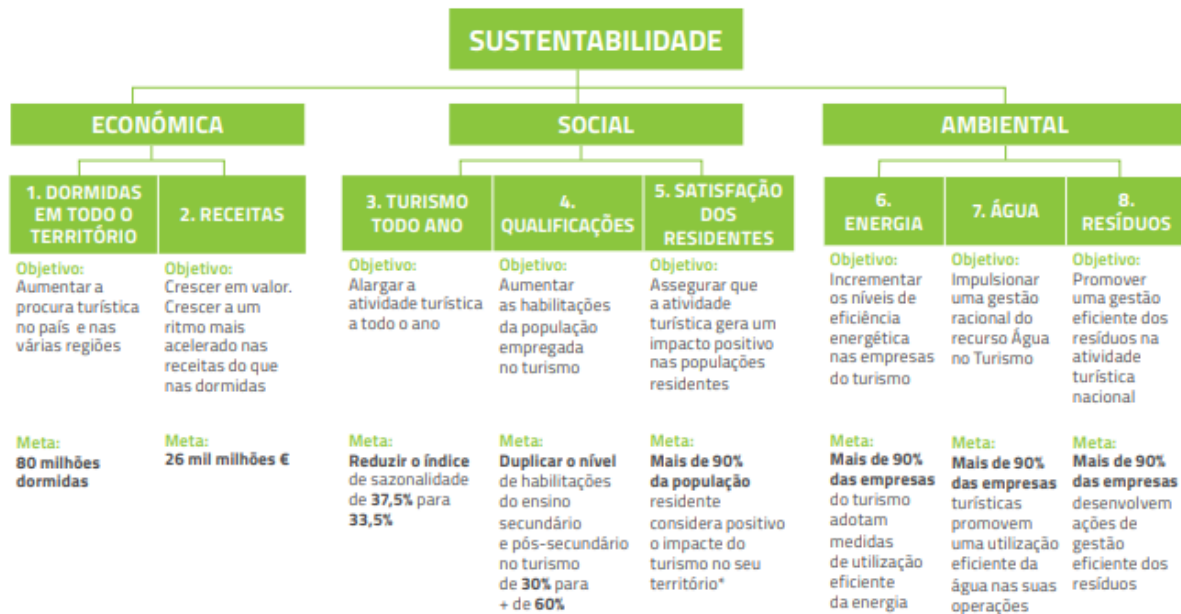 SUSTENTABILIDADE
ECONÓMICA
SOCIAL
AMBIENTAL
1. DORMIDAS
EM TODO O
TERRITÓRIO
Objetivo:
Aumentar a
procura turística
no país e nas
várias regiões
Meta:
80 milhões
dormidas
2. RECEITAS
Objetivo:
Crescer em valor.
Crescer a um
ritmo mais
acelerado nas
receitas do que
nas dormidas
Meta:
26 mil milhões €
3. TURISMO
TODO ANO
Objetivo:
Alargar a
atividade turística
a todo o ano
Meta:
Reduzir o índice
de sazonalidade
de 37,5% para
33,5%
4.
QUALIFICAÇÕES
Objetivo:
Aumentar
as habilitações
da população
empregada
no turismo
Meta:
Duplicar o nível
de habilitações
do ensino
secundário
e pós-secundário
no turismo
de 30% para
+ de 60%
5. SATISFAÇÃO
DOS
RESIDENTES
Objetivo:
Assegurar que
a atividade
turística gera um
impacto positivo
nas populações
residentes
Meta:
Mais de 90%
da população
residente
considera positivo
o impacte do
turismo no seu
território*
6.
ENERGIA
Objetivo:
Incrementar
os níveis de
eficiência
energética
nas empresas
do turismo
Meta:
Mais de 90%
das empresas
do turismo
adotam
medidas
de utilização
eficiente
da energia
7. ÁGUA
Objetivo:
Impulsionar
uma gestão
racional do
recurso Água
no Turismo
Meta:
Mais de 90%
das empresas
turísticas
promovem
uma utilização
eficiente da
água nas suas
operações
8.
RESÍDUOS
Objetivo:
Promover
uma gestão
eficiente dos
resíduos na
atividade
turística
nacional
Meta:
Mais de 90%
das empresas
desenvolvem
ações de
gestão
eficiente dos
resíduos